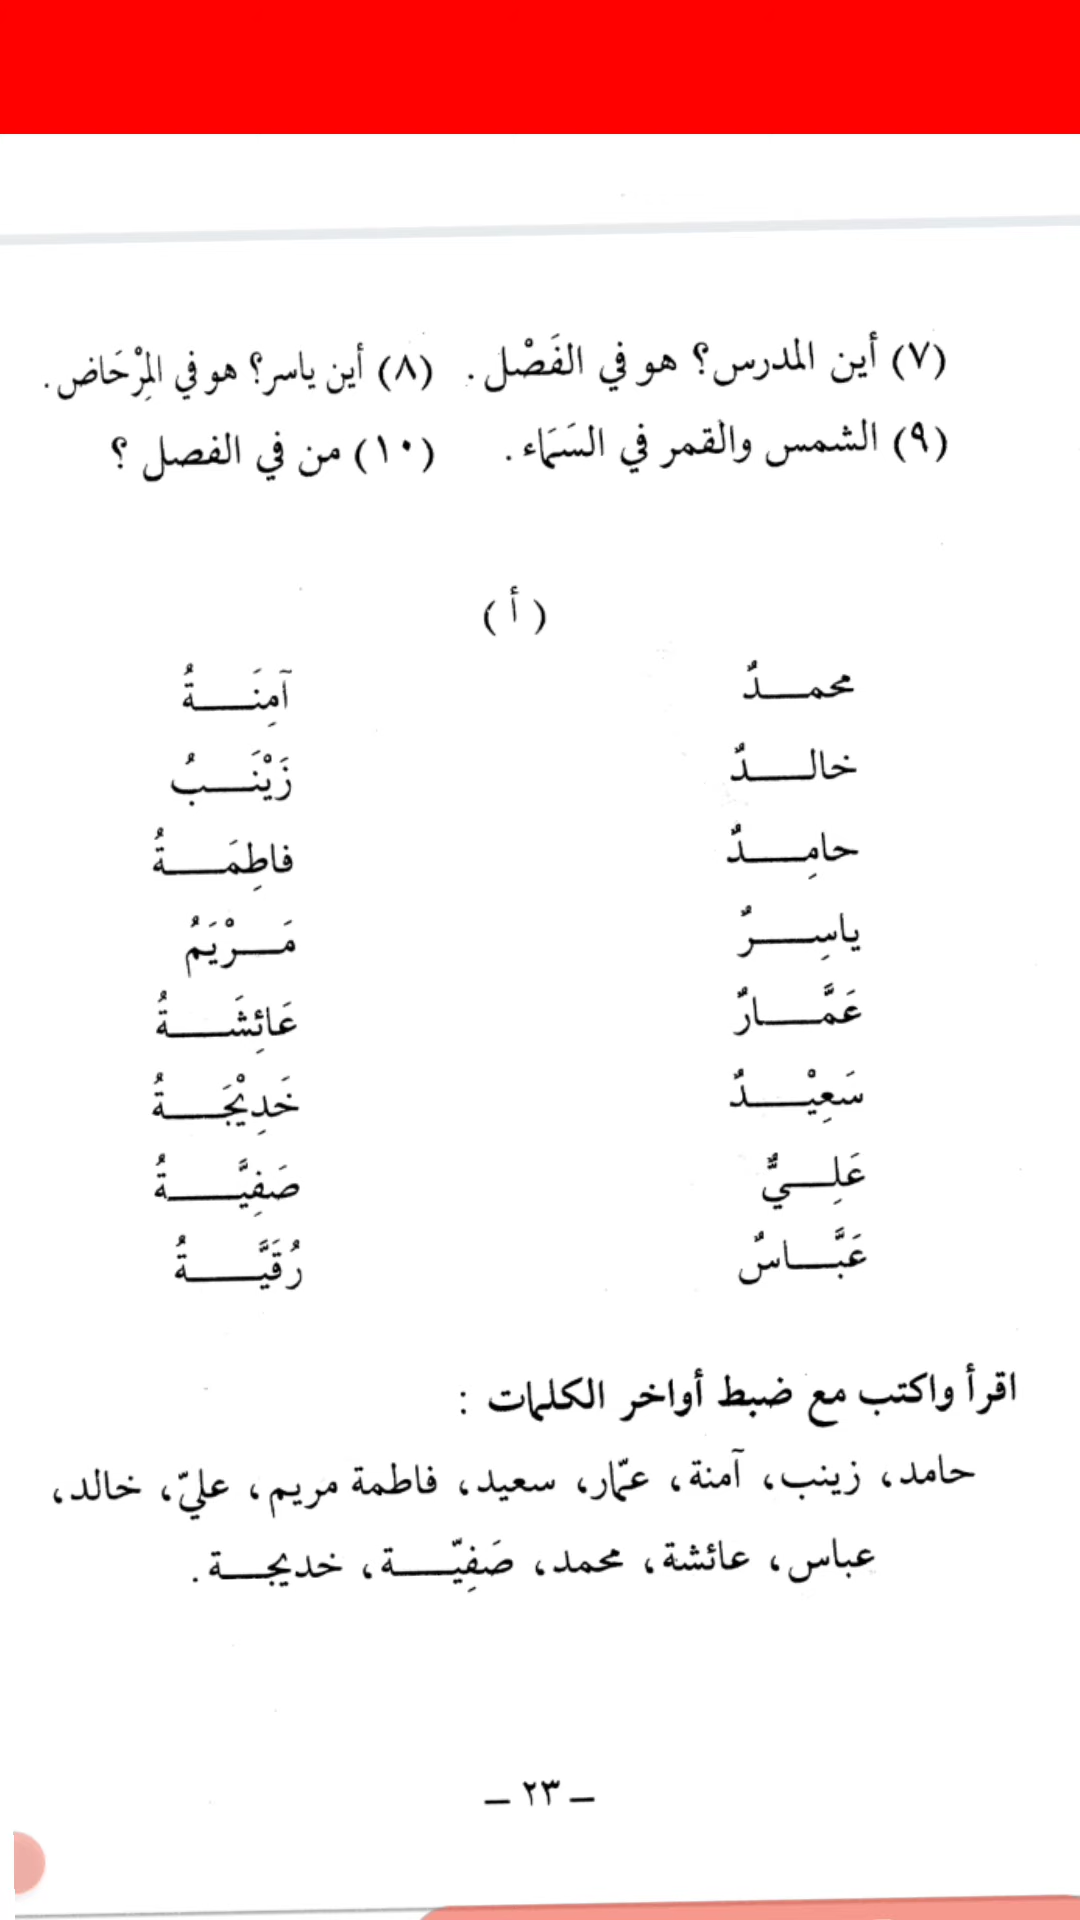 (٧) أين المدرس؟ هو في الفَصْل. (٨) أين ياسر؟ هو في المِرْحَاض.
(٩) الشمس والقمر في السَمَاء. (١٠) من في الفصل ؟
( أ )
محمـــدٌ آمِنَـــةُ
خالـــدٌ زَيْنَـــبُ
حامِـــدٌ فاطِمَـــةُ
ياسِـــرٌ مَـــرْيَمُ
عَمَّـــارٌ عَائِشَـــةُ
سَعِيْـــدٌ خَدِيْجَـــةُ
عَلِـــيٌّ صَفِيَّـــةُ
عَبَّـــاسٌ رُقَيَّـــةُ
اقرأ واكتب مع ضبط أواخر الكلمات :
حامد، زينب، آمنة، عمّار، سعيد، فاطمة مريم، عليّ، خالد،
عباس، عائشة، محمد، صَفِيّـــة، خديجـــة.
– ٢٣ –